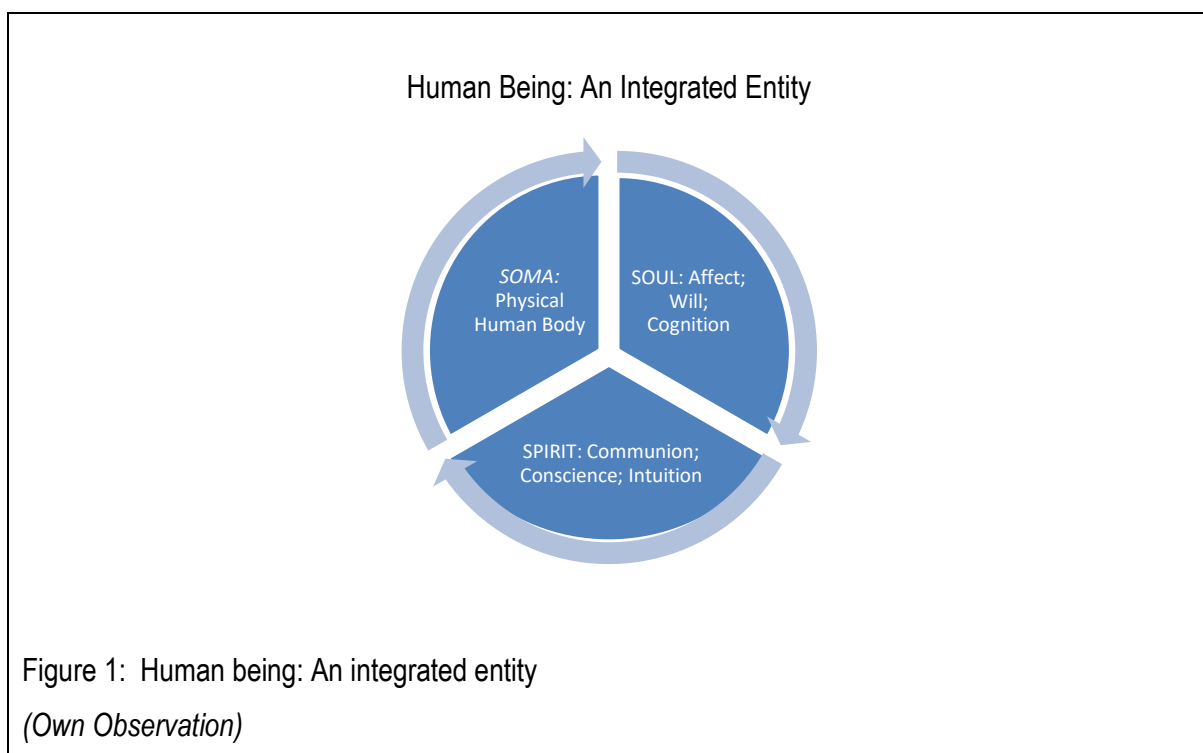 Human Being: An Integrated Entity
SOMA:
Physical
Human Body
SOUL: Affect;
Will;
Cognition
SPIRIT: Communion;
Conscience; Intuition
Figure 1:  Human being: An integrated entity
(Own Observation)